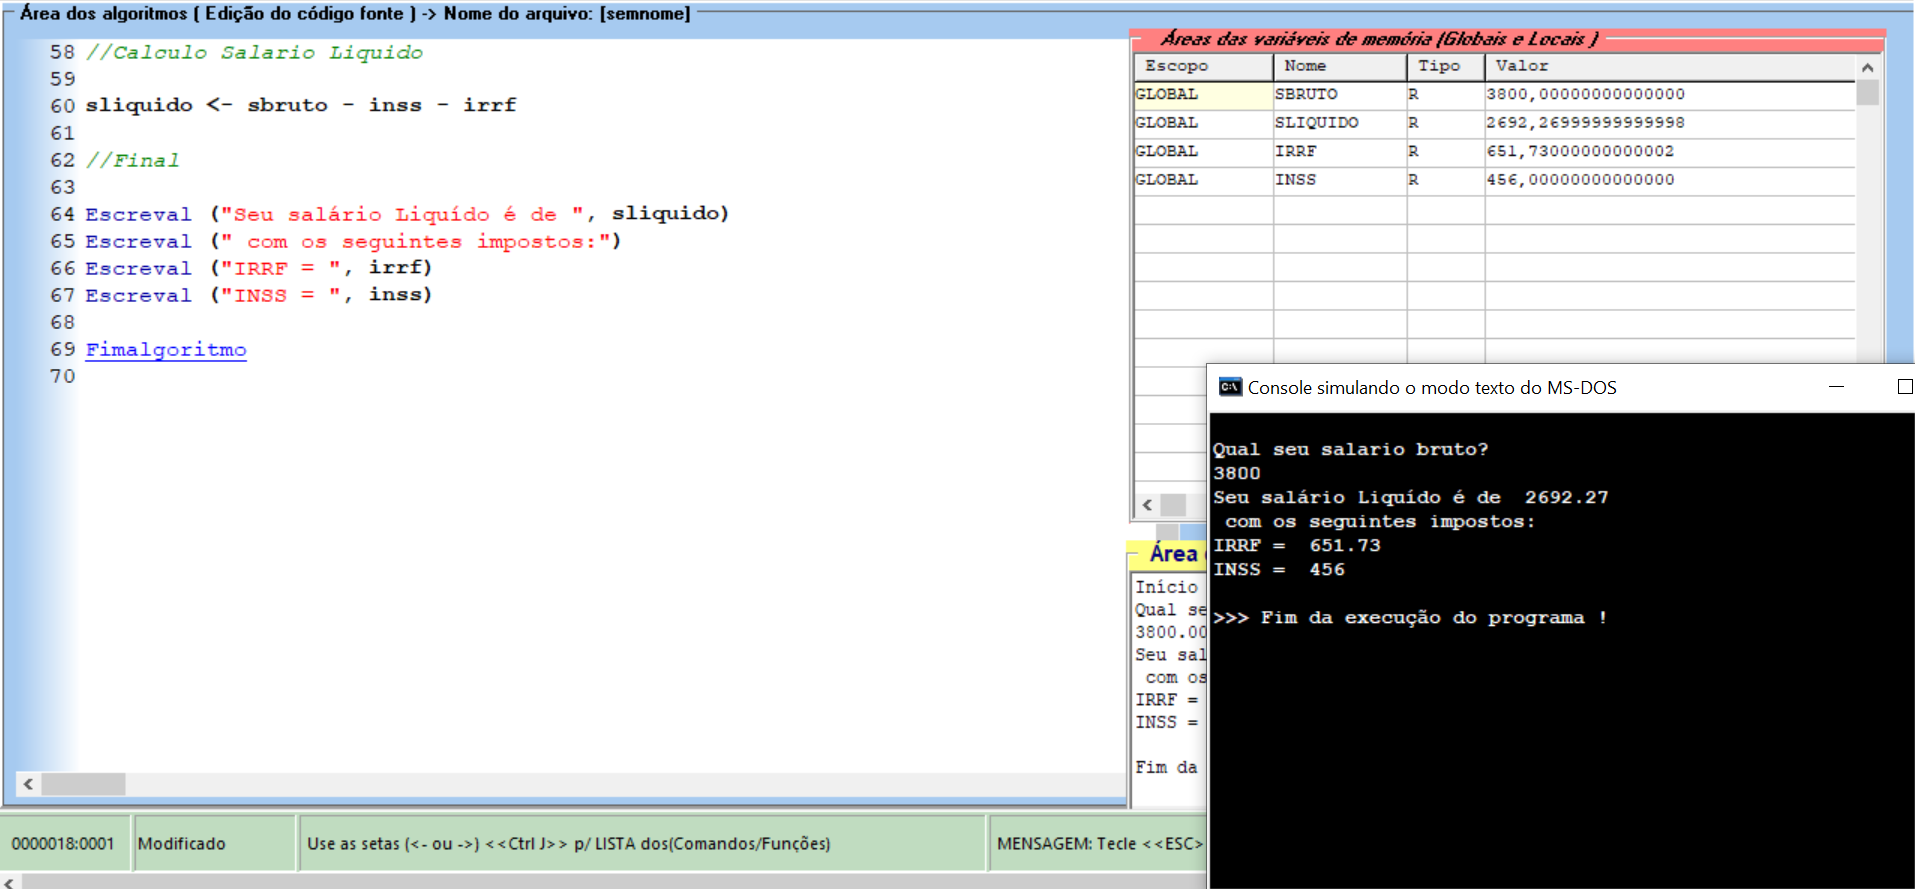 Área dos algoritmos ( Edição do código fonte ) -> Nome do arquivo: [semnome]
58 //Calculo Salario Liquido
59
60 sliquido <- sbruto - inss - irrf
61
62 //Final
63
64 Escreval ("Seu salário Liquído é de ", sliquido)
65 Escreval (" com os seguintes impostos:")
66 Escreval ("IRRF = ", irrf)
67 Escreval ("INSS = ", inss)
68
69 Fimalgoritmo
70
Áreas das variáveis de memória (Globais e Locais )
Escopo Nome Tipo Valor
GLOBAL SBRUTO R 3800,00000000000000
GLOBAL SLIQUIDO R 2692,26999999999998
GLOBAL IRRF R 651,73000000000002
GLOBAL INSS R 456,00000000000000
Área
Início
Qual se
3800.00
Seu sal
com os
IRRF =
INSS =
Fim da
Console simulando o modo texto do MS-DOS
Qual seu salario bruto?
3800
Seu salário Liquído é de  2692.27
com os seguintes impostos:
IRRF =  651.73
INSS =  456
>>> Fim da execução do programa !
0000018:0001 Modificado Use as setas (<- ou ->) <<Ctrl J>> p/ LISTA dos(Comandos/Funções) MENSAGEM: Tecle <<ESC>